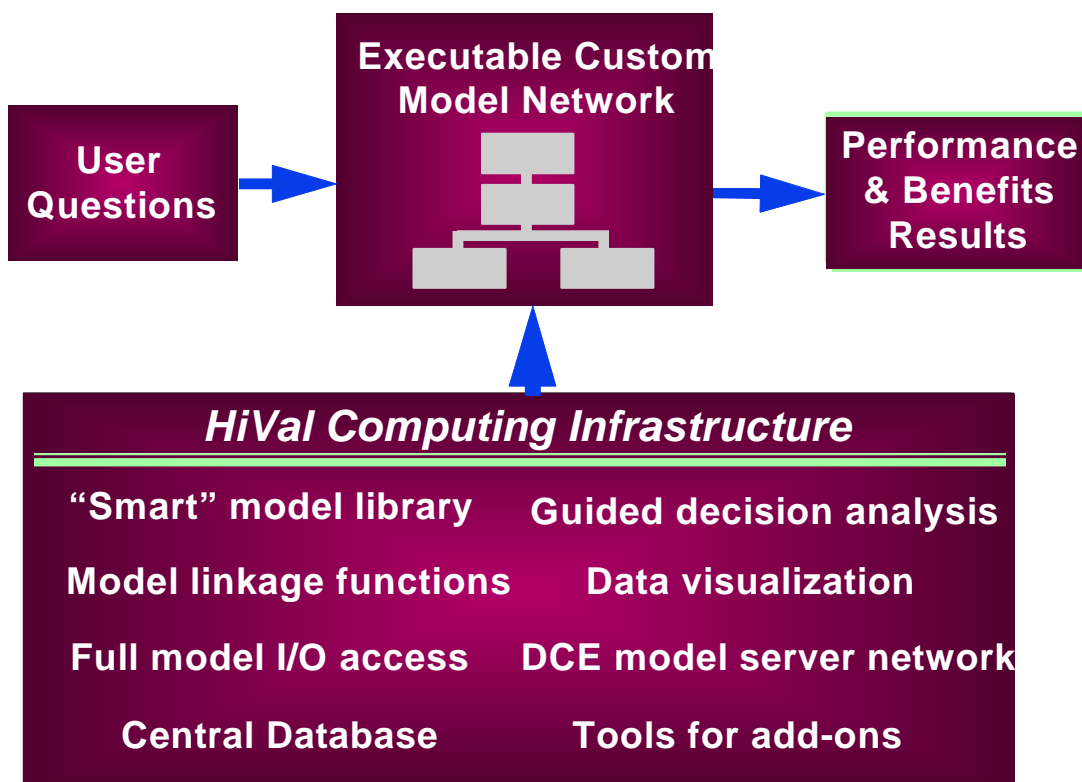 User
Questions
Executable Custom
Model Network
Performance
& Benefits
Results
HiVal Computing Infrastructure
“Smart” model library
Guided decision analysis
Model linkage functions
Data visualization
Full model I/O access
DCE model server network
Central Database
Tools for add-ons